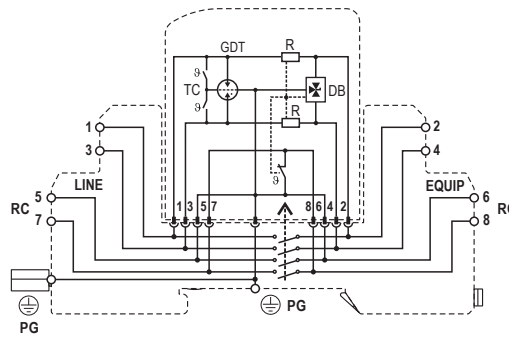 GDT R
ϑ
TC DB
ϑ R
1 2
3 4
ϑ
LINE EQUIP
RC 5 1 3 5 7 8 6 4 2 6 R
7 8
PG
PG